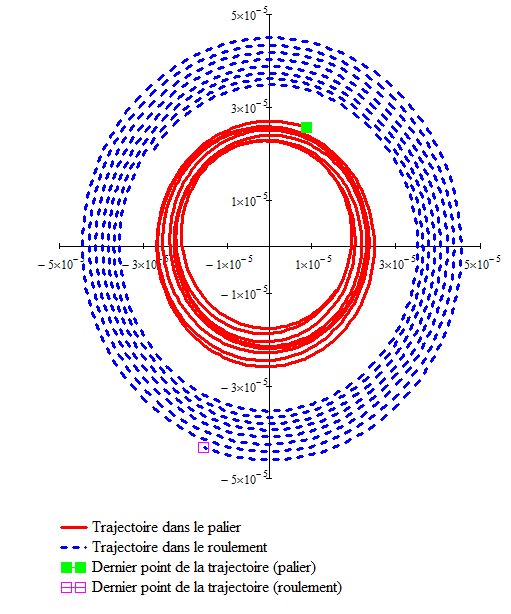 5×10⁻⁵
3×10⁻⁵
1×10⁻⁵
−5×10⁻⁵ −3×10⁻⁵ −1×10⁻⁵ 1×10⁻⁵ 3×10⁻⁵ 5×10⁻⁵
−1×10⁻⁵
−3×10⁻⁵
−5×10⁻⁵
Trajectoire dans le palier
Trajectoire dans le roulement
Dernier point de la trajectoire (palier)
Dernier point de la trajectoire (roulement)